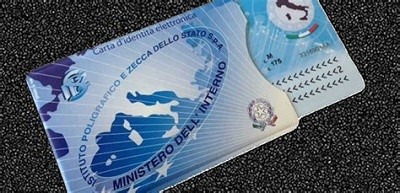 Carta d'identità elettronica
ISTITUTO POLIGRAFICO E ZECCA DELLO STATO S.P.A.
MINISTERO DELL'INTERNO
M
175